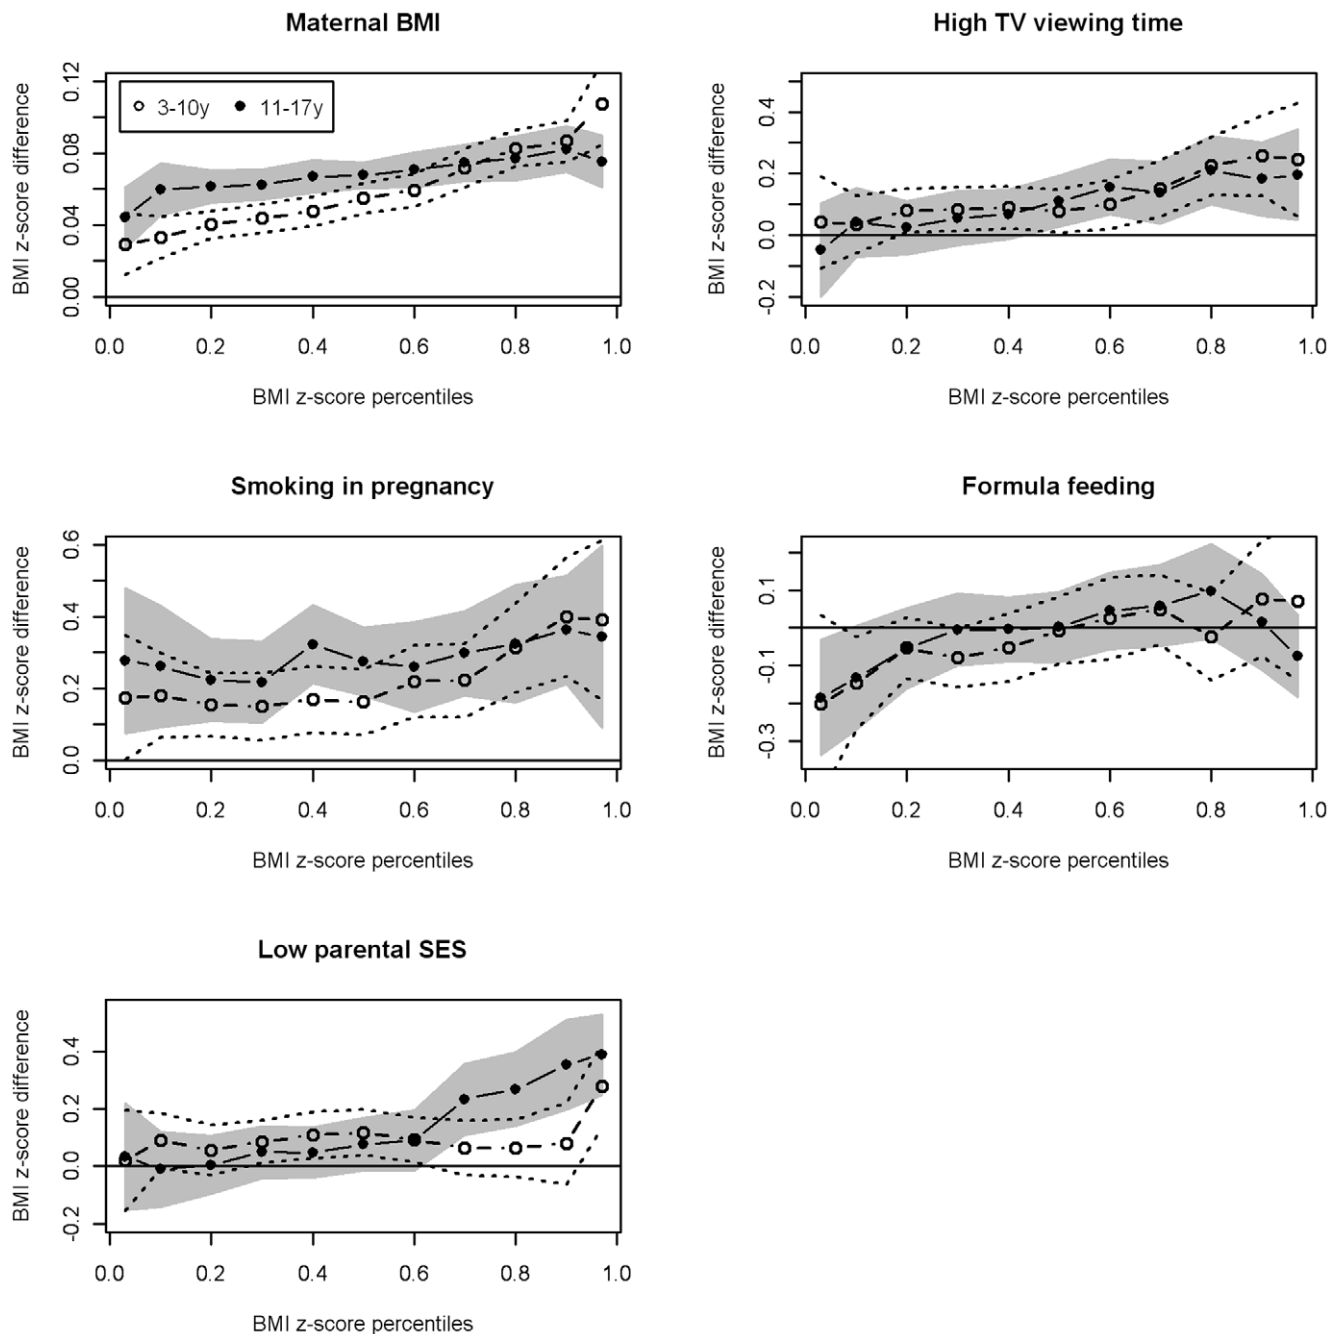 Maternal BMI
BMI z-score difference
0.00 0.04 0.08 0.12
3-10y 11-17y
0.0 0.2 0.4 0.6 0.8 1.0
BMI z-score percentiles
High TV viewing time
BMI z-score difference
-0.2 0.0 0.2 0.4
0.0 0.2 0.4 0.6 0.8 1.0
BMI z-score percentiles
Smoking in pregnancy
BMI z-score difference
0.0 0.2 0.4 0.6
0.0 0.2 0.4 0.6 0.8 1.0
BMI z-score percentiles
Formula feeding
BMI z-score difference
-0.3 -0.1 0.1
0.0 0.2 0.4 0.6 0.8 1.0
BMI z-score percentiles
Low parental SES
BMI z-score difference
-0.2 0.0 0.2 0.4
0.0 0.2 0.4 0.6 0.8 1.0
BMI z-score percentiles